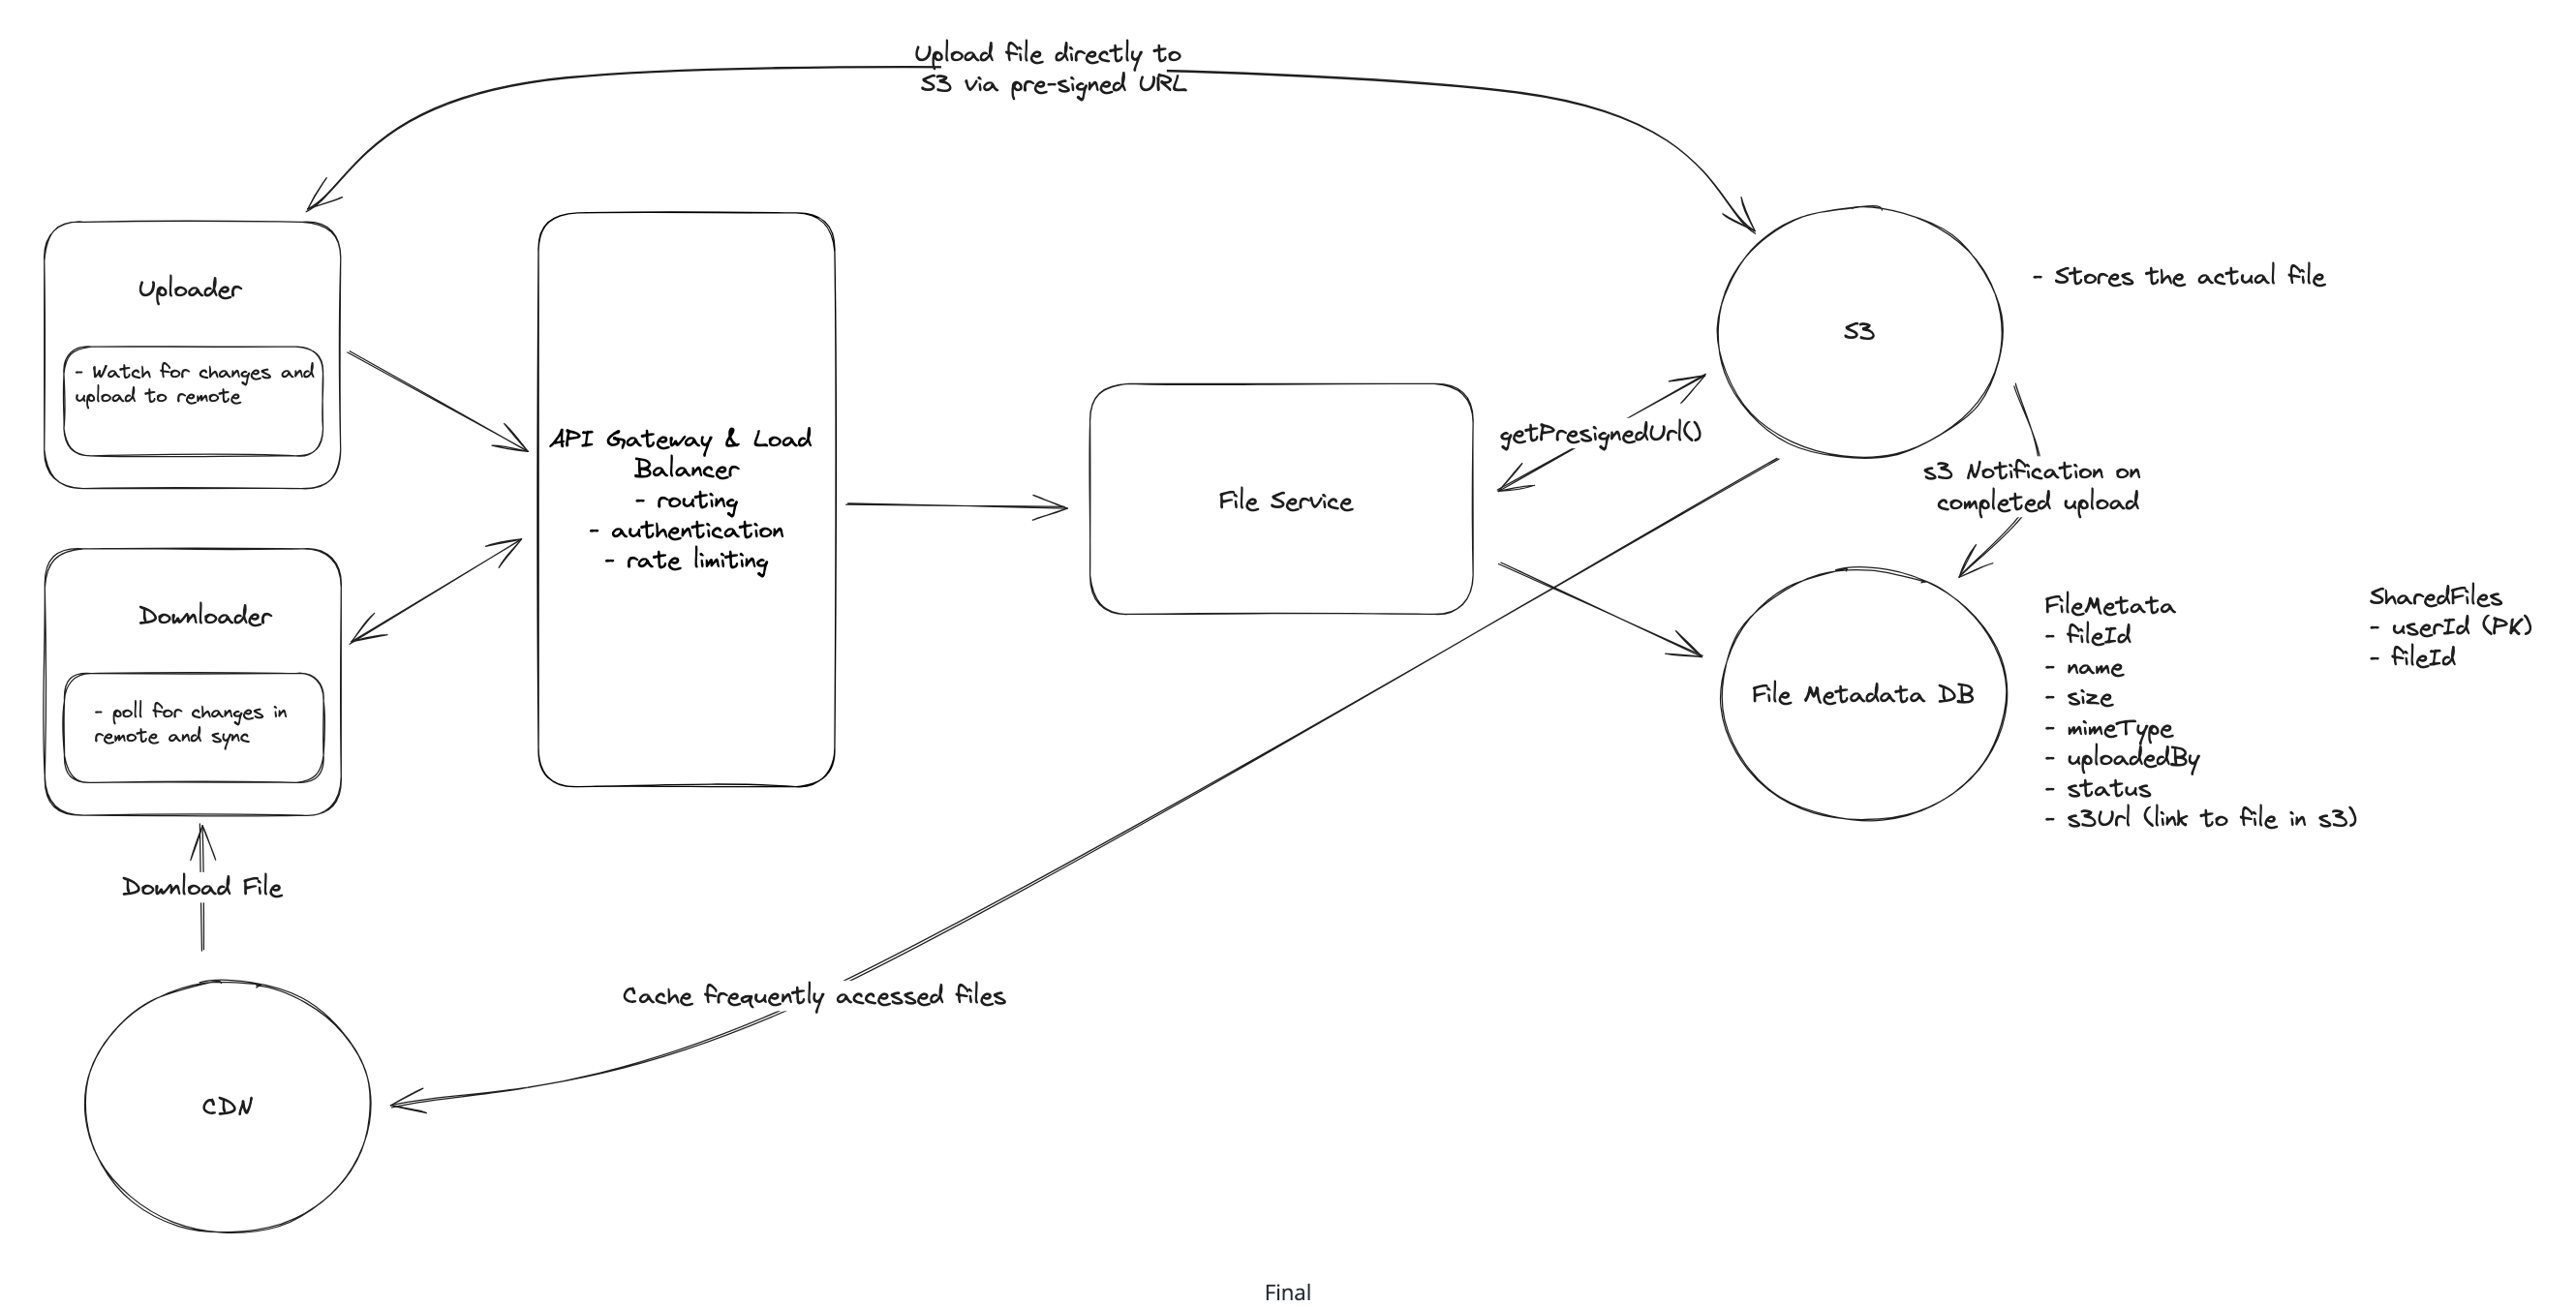 Upload file directly to
S3 via pre-signed URL
Uploader
- Watch for changes and
upload to remote
Downloader
- poll for changes in
remote and sync
Download File
CDN
API Gateway & Load
Balancer
- routing
- authentication
- rate limiting
File Service
getPresignedUrl()
Cache frequently accessed files
S3
- Stores the actual file
s3 Notification on
completed upload
File Metadata DB
FileMetata
- fileId
- name
- size
- mimeType
- uploadedBy
- status
- s3Url (link to file in s3)
SharedFiles
- userId (PK)
- fileId
Final